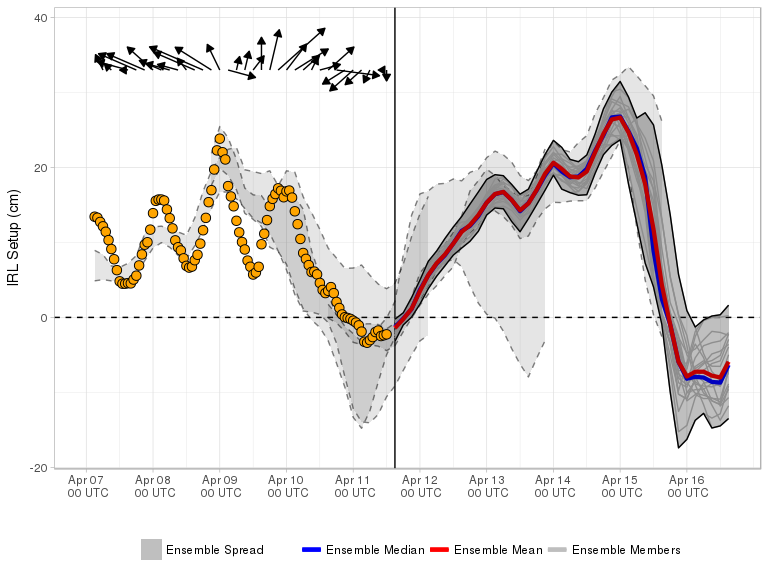 40
20
0
-20
IRL Setup (cm)
Apr 07 Apr 08 Apr 09 Apr 10 Apr 11 Apr 12 Apr 13 Apr 14 Apr 15 Apr 16
00 UTC 00 UTC 00 UTC 00 UTC 00 UTC 00 UTC 00 UTC 00 UTC 00 UTC 00 UTC
Ensemble Spread Ensemble Median Ensemble Mean Ensemble Members